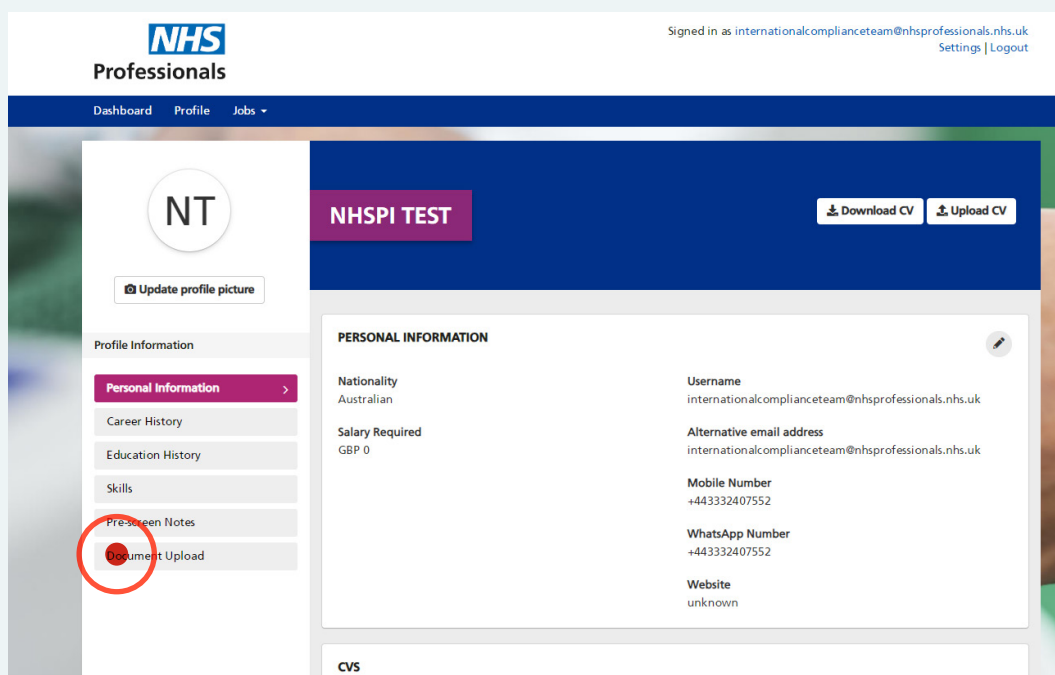 NHS
Professionals
Signed in as internationalcomplianceteam@nhsprofessionals.nhs.uk
Settings | Logout
Dashboard Profile Jobs
NT
Update profile picture
NHSPI TEST
Download CV Upload CV
Profile Information
Personal Information
Career History
Education History
Skills
Pre-screen Notes
Document Upload
PERSONAL INFORMATION
Nationality
Australian
Salary Required
GBP 0
Username
internationalcomplianceteam@nhsprofessionals.nhs.uk
Alternative email address
internationalcomplianceteam@nhsprofessionals.nhs.uk
Mobile Number
+443332407552
WhatsApp Number
+443332407552
Website
unknown
CVS